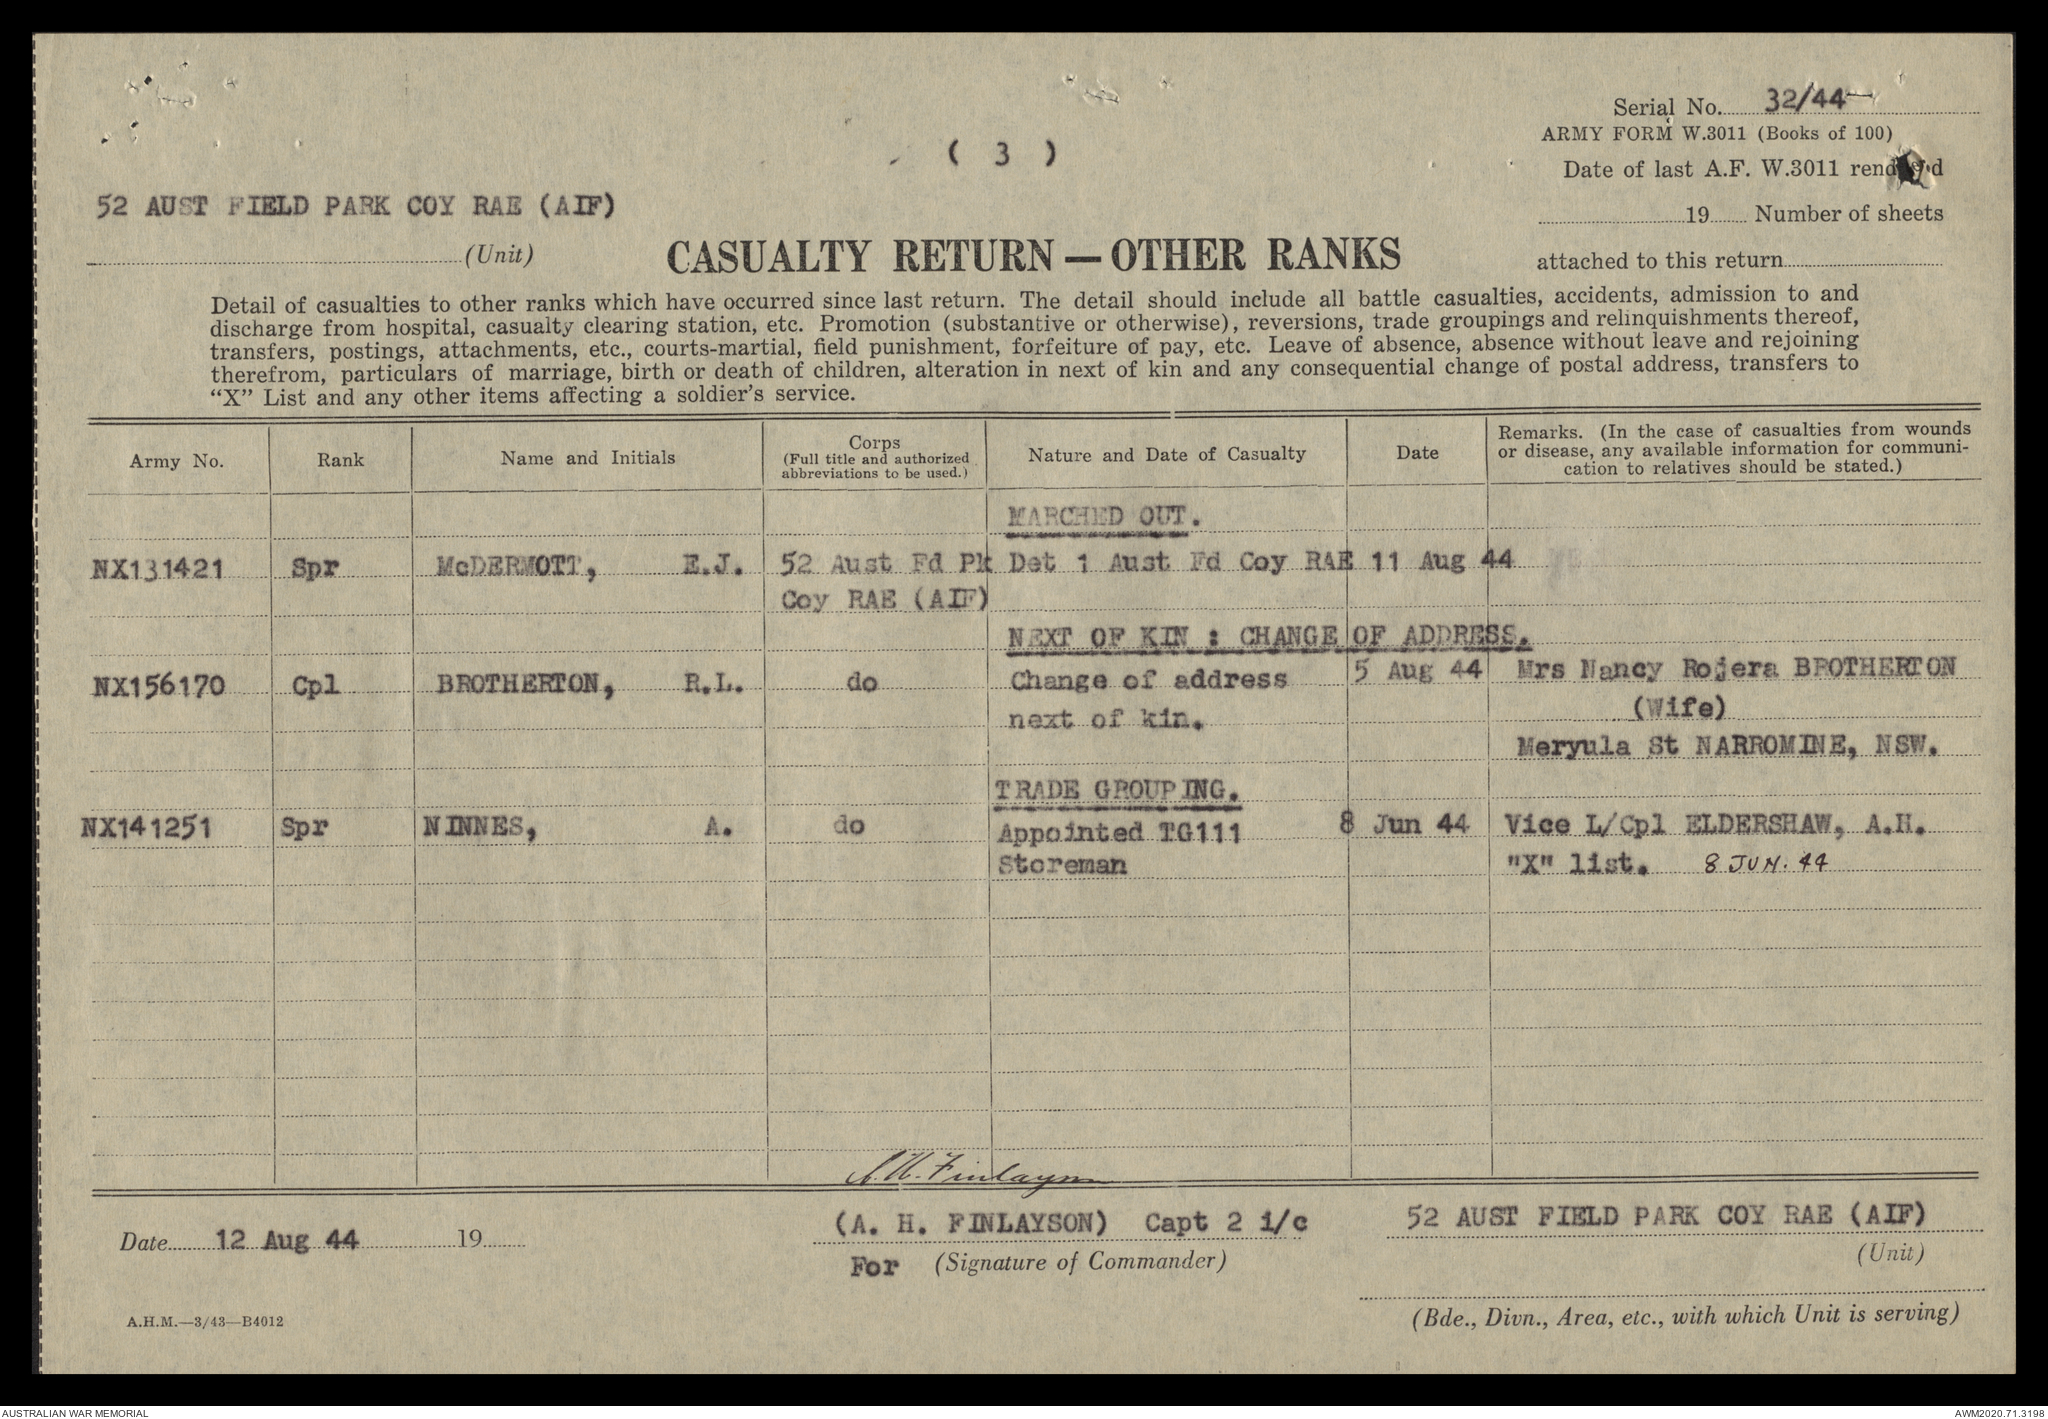 Serial No. 32/44
ARMY FORM W.3011 (Books of 100)
( 3 )
Date of last A.F. W.3011 rendered
52 AUST FIELD PARK COY RAE (AIF)
19 Number of sheets
(Unit)
CASUALTY RETURN — OTHER RANKS
attached to this return
Detail of casualties to other ranks which have occurred since last return. The detail should include all battle casualties, accidents, admission to and
discharge from hospital, casualty clearing station, etc. Promotion (substantive or otherwise), reversions, trade groupings and relinquishments thereof,
transfers, postings, attachments, etc., courts-martial, field punishment, forfeiture of pay, etc. Leave of absence, absence without leave and rejoining
therefrom, particulars of marriage, birth or death of children, alteration in next of kin and any consequential change of postal address, transfers to
"X" List and any other items affecting a soldier's service.
Army No. Rank Name and Initials Corps (Full title and authorized abbreviations to be used.) Nature and Date of Casualty Date Remarks. (In the case of casualties from wounds or disease, any available information for communi- cation to relatives should be stated.)
MARCHED OUT.
NX131421 Spr McDERMOTT, E.J. 52 Aust Fd Pk Det 1 Aust Fd Coy RAE 11 Aug 44
Coy RAE (AIF)
NEXT OF KIN : CHANGE OF ADDRESS.
NX156170 Cpl BROTHERTON, R.L. do Change of address 5 Aug 44 Mrs Nancy Rojera BROTHERTON
next of kin. (Wife)
Meryula St NARROMINE, NSW.
TRADE GROUPING.
NX141251 Spr NINNES, A. do Appointed TG111 8 Jun 44 Vice L/Cpl ELDERSHAW, A.H.
Storeman "X" list. 8 JUN. 44
A.H. Finlayson
Date 12 Aug 44 19 (A. H. FINLAYSON) Capt 2 i/c 52 AUST FIELD PARK COY RAE (AIF)
For (Signature of Commander) (Unit)
A.H.M.—3/43—B4012
(Bde., Divn., Area, etc., with which Unit is serving)
AUSTRALIAN WAR MEMORIAL AWM2020.71.3198